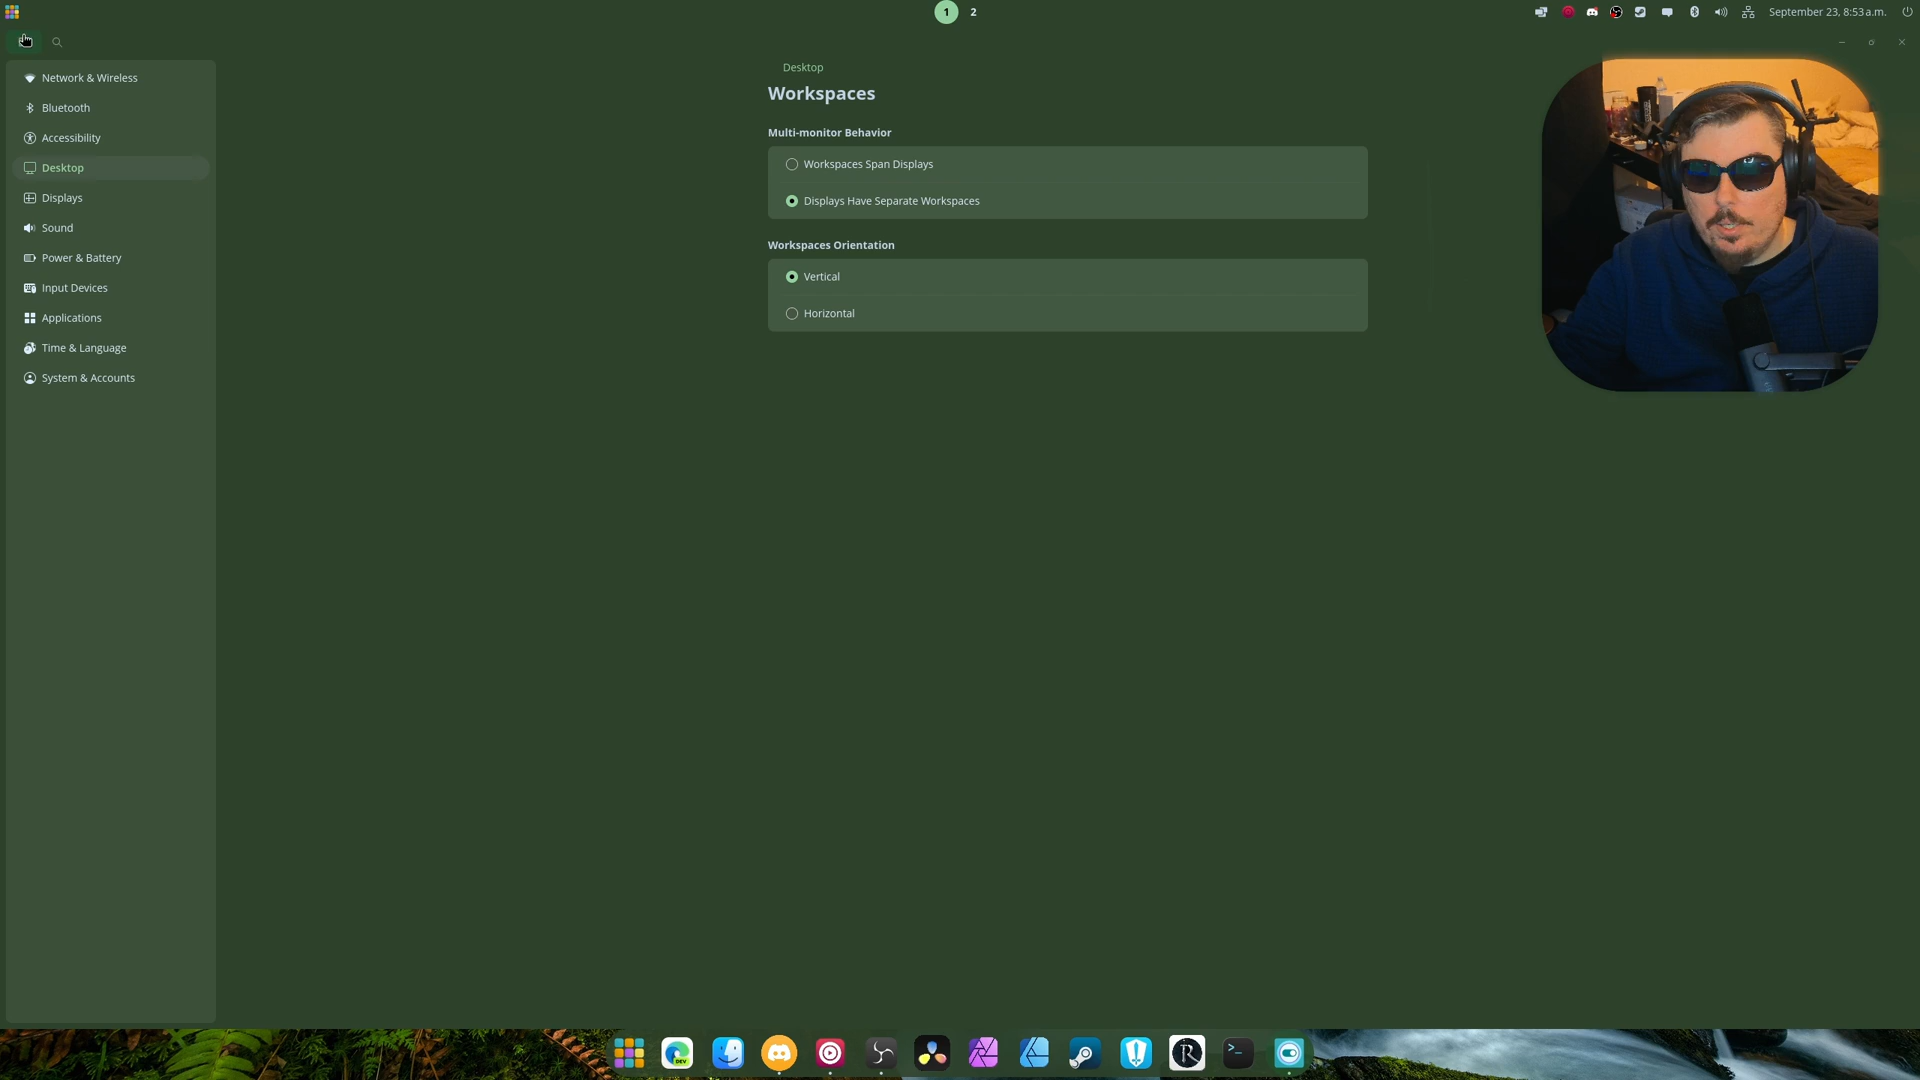 1 2
September 23, 8:53 a.m.
Network & Wireless
Bluetooth
Accessibility
Desktop
Displays
Sound
Power & Battery
Input Devices
Applications
Time & Language
System & Accounts
Desktop
Workspaces
Multi-monitor Behavior
Workspaces Span Displays
Displays Have Separate Workspaces
Workspaces Orientation
Vertical
Horizontal
DEV